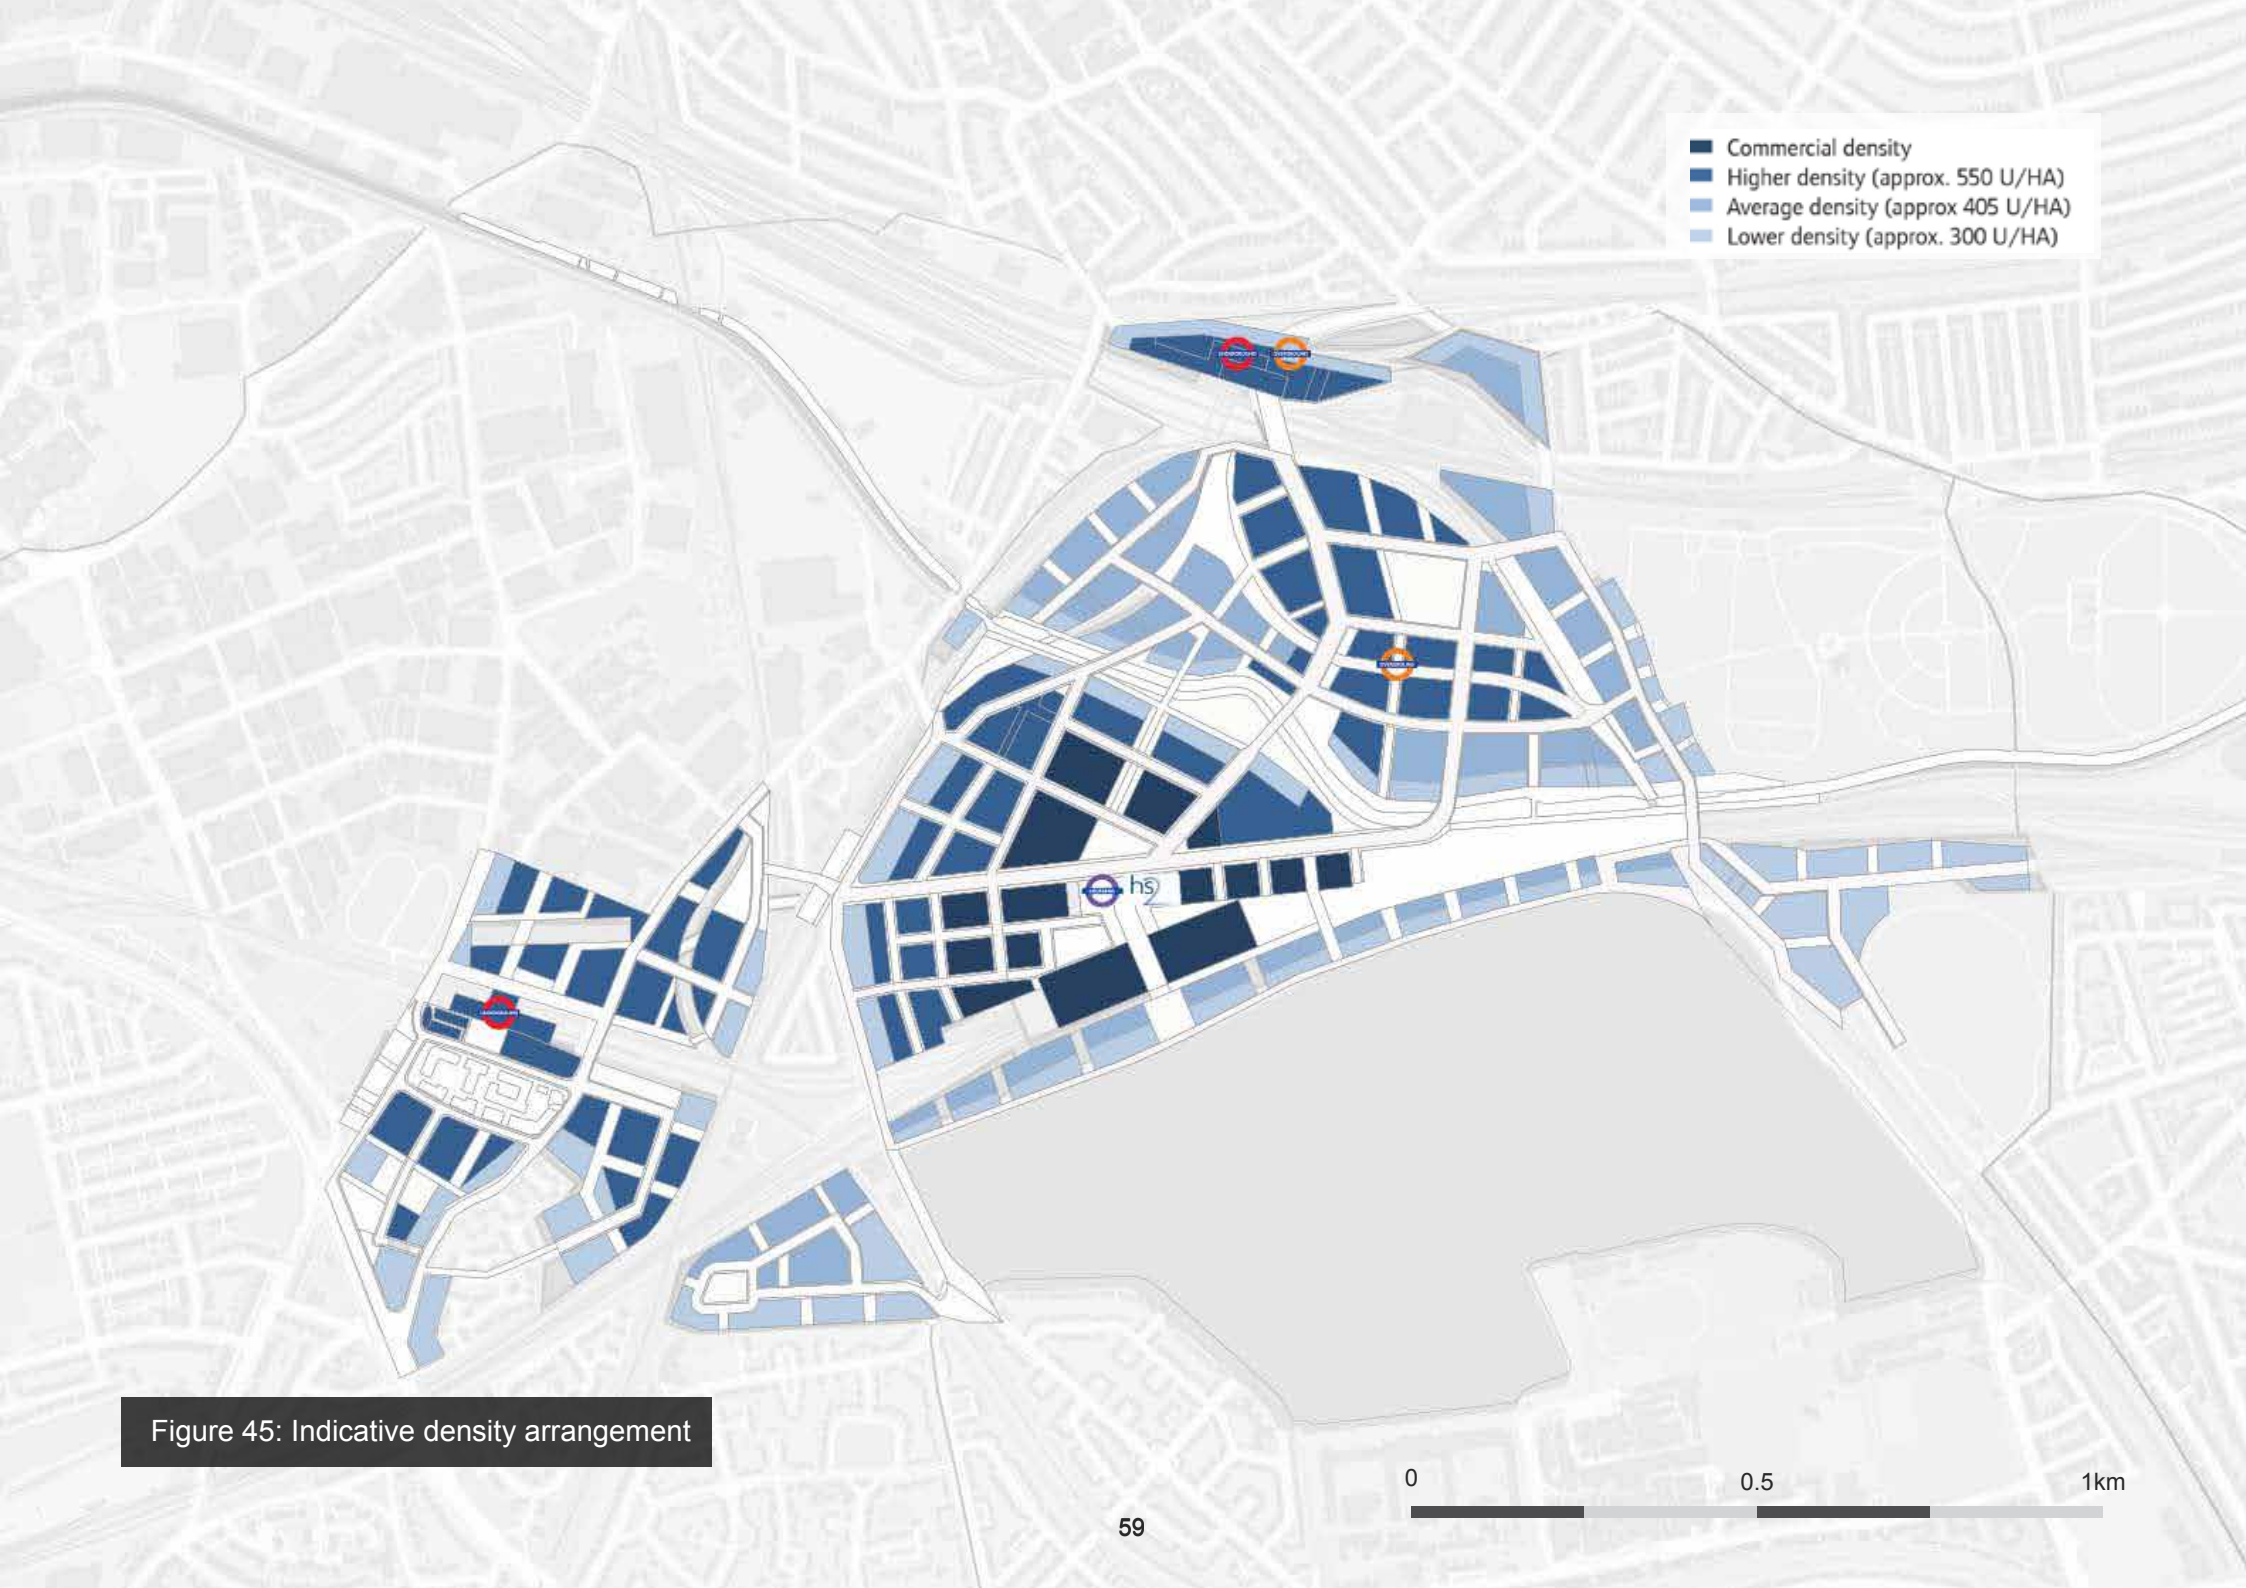 Commercial density
Higher density (approx. 550 U/HA)
Average density (approx 405 U/HA)
Lower density (approx. 300 U/HA)
hs2
Figure 45: Indicative density arrangement
0
0.5
1km
59